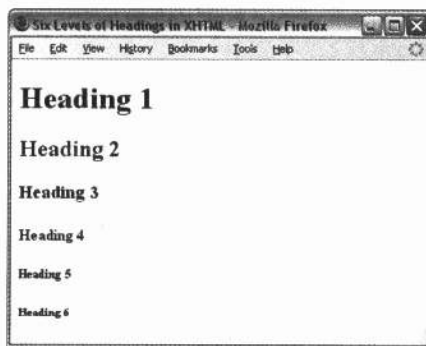 Six Levels of Headings in XHTML - Mozilla Firefox
File Edit View History Bookmarks Tools Help
Heading 1
Heading 2
Heading 3
Heading 4
Heading 5
Heading 6